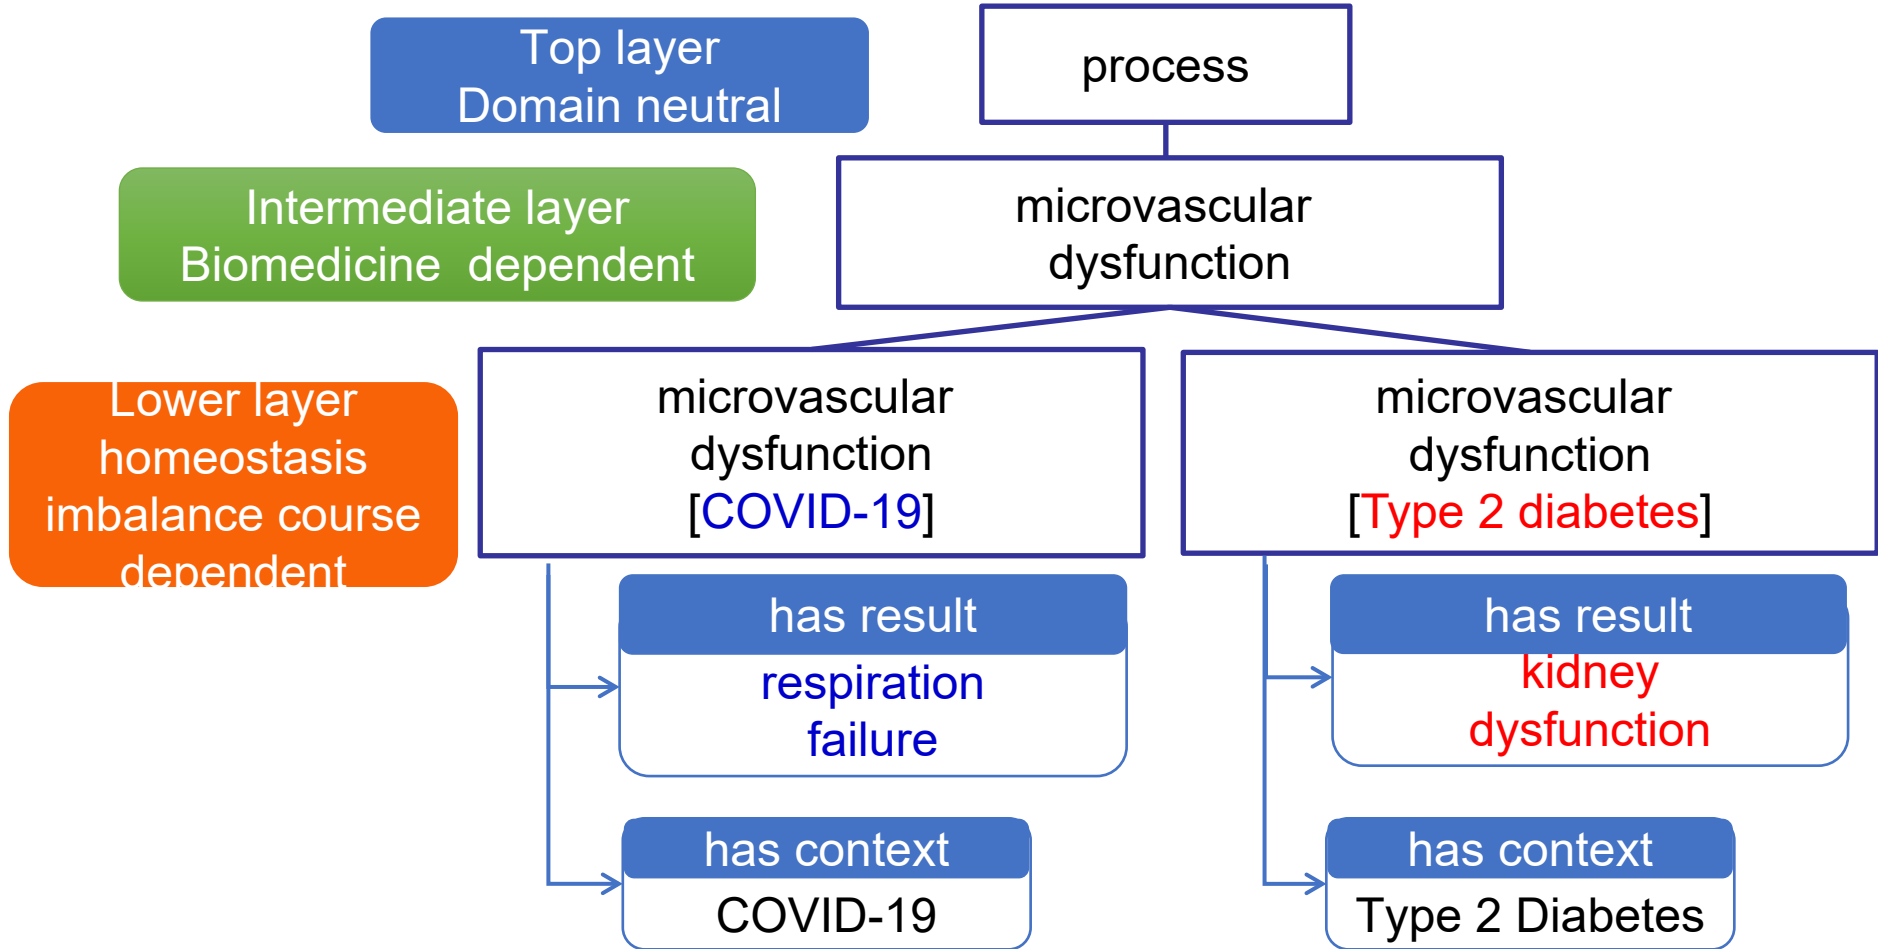 Top layer
Domain neutral
process
Intermediate layer
Biomedicine  dependent
microvascular
dysfunction
Lower layer
homeostasis
imbalance course
dependent
microvascular
dysfunction
[COVID-19]
microvascular
dysfunction
[Type 2 diabetes]
has result
respiration
failure
has result
kidney
dysfunction
has context
COVID-19
has context
Type 2 Diabetes